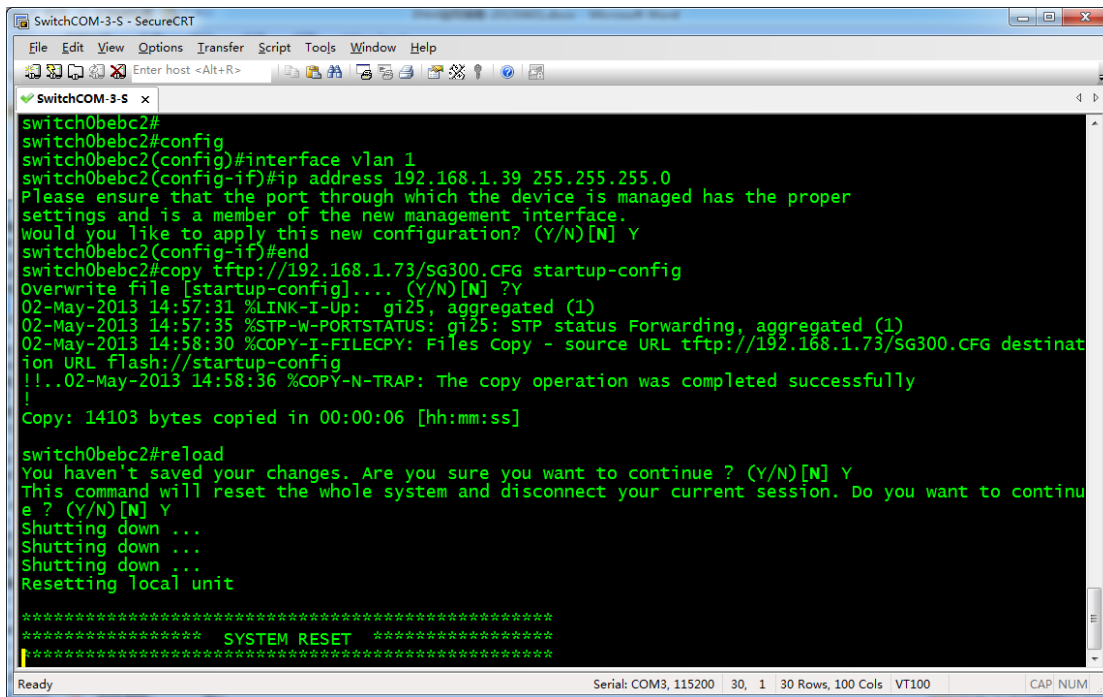 SwitchCOM-3-S - SecureCRT
File Edit View Options Transfer Script Tools Window Help
Enter host <Alt+R>
SwitchCOM-3-S x
switch0bebc2#
switch0bebc2#config
switch0bebc2(config)#interface vlan 1
switch0bebc2(config-if)#ip address 192.168.1.39 255.255.255.0
Please ensure that the port through which the device is managed has the proper
settings and is a member of the new management interface.
Would you like to apply this new configuration? (Y/N)[N] Y
switch0bebc2(config-if)#end
switch0bebc2#copy tftp://192.168.1.73/SG300.CFG startup-config
Overwrite file [startup-config].... (Y/N)[N] ?Y
02-May-2013 14:57:31 %LINK-I-Up:  gi25, aggregated (1)
02-May-2013 14:57:35 %STP-W-PORTSTATUS: gi25: STP status Forwarding, aggregated (1)
02-May-2013 14:58:30 %COPY-I-FILECPY: Files Copy - source URL tftp://192.168.1.73/SG300.CFG destinat
ion URL flash://startup-config
!!..02-May-2013 14:58:36 %COPY-N-TRAP: The copy operation was completed successfully
!
Copy: 14103 bytes copied in 00:00:06 [hh:mm:ss]
switch0bebc2#reload
You haven't saved your changes. Are you sure you want to continue ? (Y/N)[N] Y
This command will reset the whole system and disconnect your current session. Do you want to continu
e ? (Y/N)[N] Y
Shutting down ...
Shutting down ...
Shutting down ...
Resetting local unit
***************************************************
*****************  SYSTEM RESET  *****************
***************************************************
Ready Serial: COM3, 115200 30, 1 30 Rows, 100 Cols VT100 CAP NUM